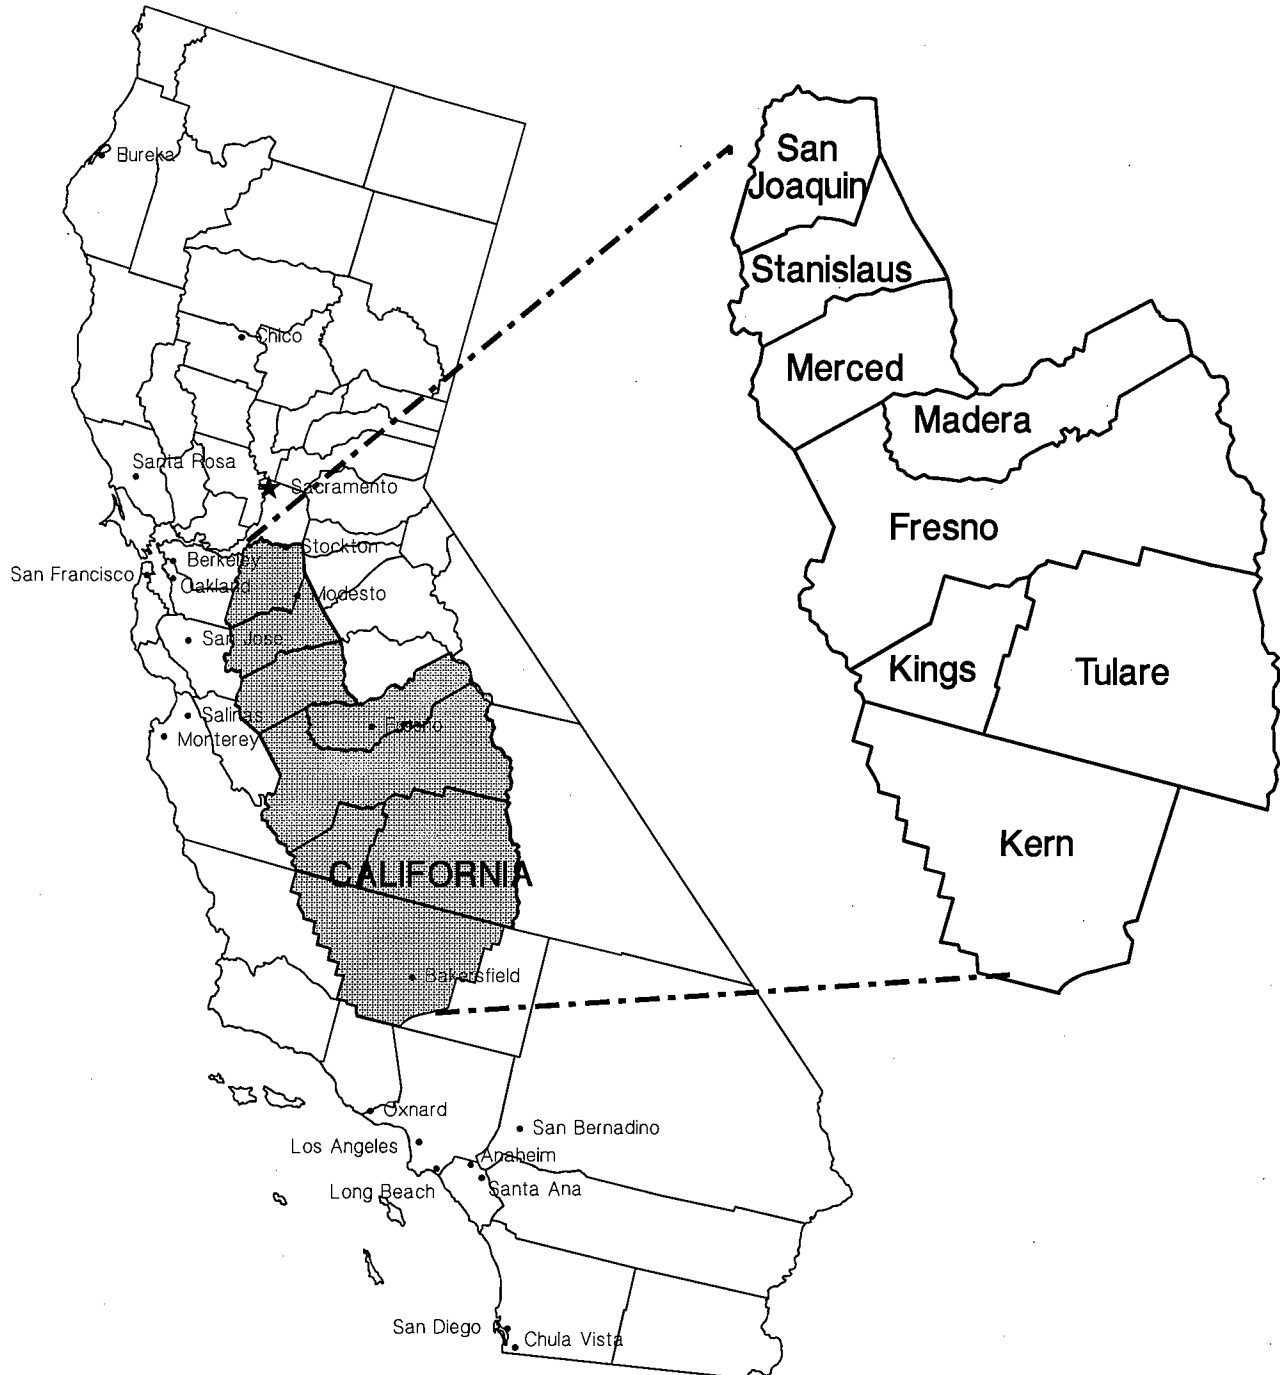 Eureka
Chico
Santa Rosa
Sacramento
Stockton
Berkeley
San Francisco
Oakland
Modesto
San Jose
Salinas
Monterey
Fresno
CALIFORNIA
Bakersfield
Oxnard
Los Angeles
San Bernadino
Anaheim
Long Beach
Santa Ana
San Diego
Chula Vista
San
Joaquin
Stanislaus
Merced
Madera
Fresno
Kings
Tulare
Kern